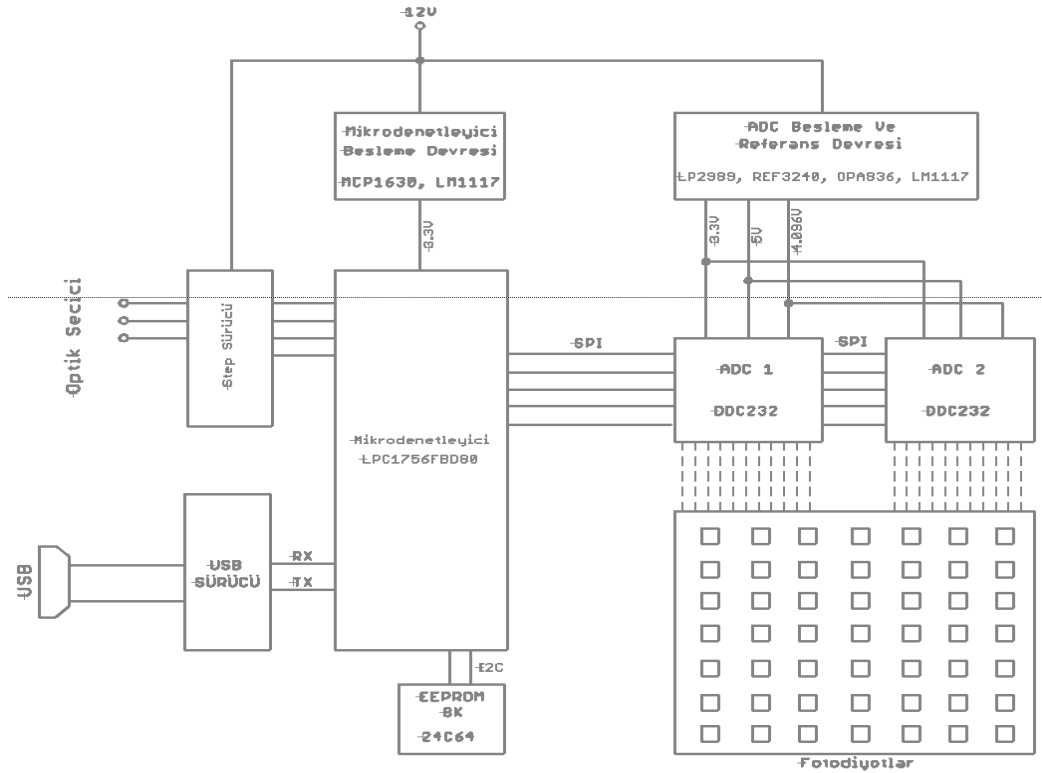 12V
Mikrodenetleyici
Besleme Devresi
MCP1630, LM1117
ADC Besleme Ve
Referans Devresi
LP2989, REF3240, OPA836, LM1117
3.3V
3.3V
5V
4.096V
Optik Secici
Step Sürücü
SPI
SPI
ADC 1
DDC232
ADC 2
DDC232
Mikrodenetleyici
LPC1756FBD80
USB
USB
SÜRÜCÜ
RX
TX
I2C
EEPROM
8K
24C64
Fotodiyotlar